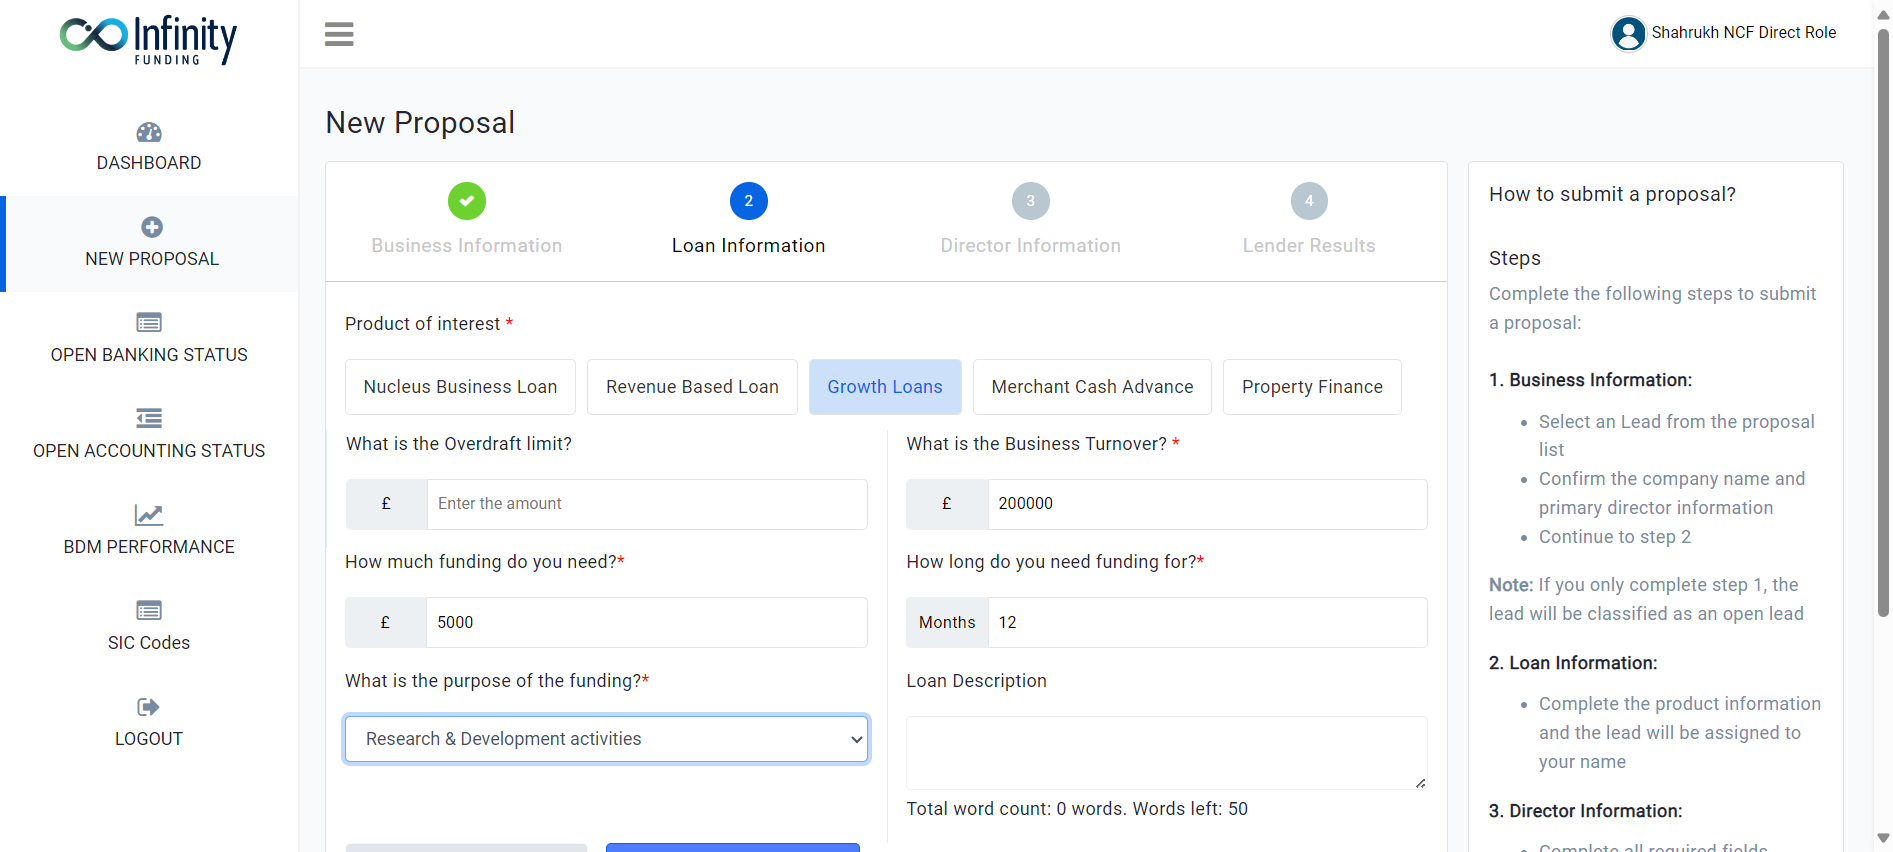 Infinity
FUNDING
Shahrukh NCF Direct Role
DASHBOARD
NEW PROPOSAL
OPEN BANKING STATUS
OPEN ACCOUNTING STATUS
BDM PERFORMANCE
SIC Codes
LOGOUT
New Proposal
2
3
4
Business Information
Loan Information
Director Information
Lender Results
Product of interest *
Nucleus Business Loan
Revenue Based Loan
Growth Loans
Merchant Cash Advance
Property Finance
What is the Overdraft limit?
£
Enter the amount
What is the Business Turnover? *
£
200000
How much funding do you need?*
£
5000
How long do you need funding for?*
Months
12
What is the purpose of the funding?*
Research & Development activities
Loan Description
Total word count: 0 words. Words left: 50
How to submit a proposal?
Steps
Complete the following steps to submit
a proposal:
1. Business Information:
• Select an Lead from the proposal
list
• Confirm the company name and
primary director information
• Continue to step 2
Note: If you only complete step 1, the
lead will be classified as an open lead
2. Loan Information:
• Complete the product information
and the lead will be assigned to
your name
3. Director Information:
• Complete all required fields